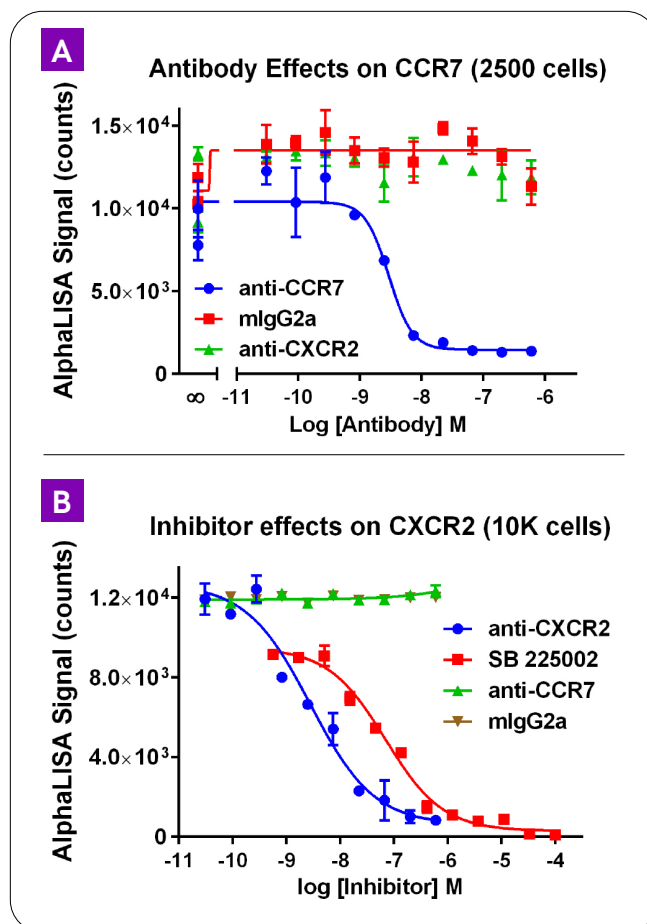 A
Antibody Effects on CCR7 (2500 cells)
AlphaLISA Signal (counts)
1.5×10⁴
1.0×10⁴
5.0×10³
0
anti-CCR7
mIgG2a
anti-CXCR2
∞ -11 -10 -9 -8 -7 -6
Log [Antibody] M
B
Inhibitor effects on CXCR2 (10K cells)
AlphaLISA Signal (counts)
1.2×10⁴
8.0×10³
4.0×10³
0
anti-CXCR2
SB 225002
anti-CCR7
mIgG2a
-11 -10 -9 -8 -7 -6 -5 -4
log [Inhibitor] M